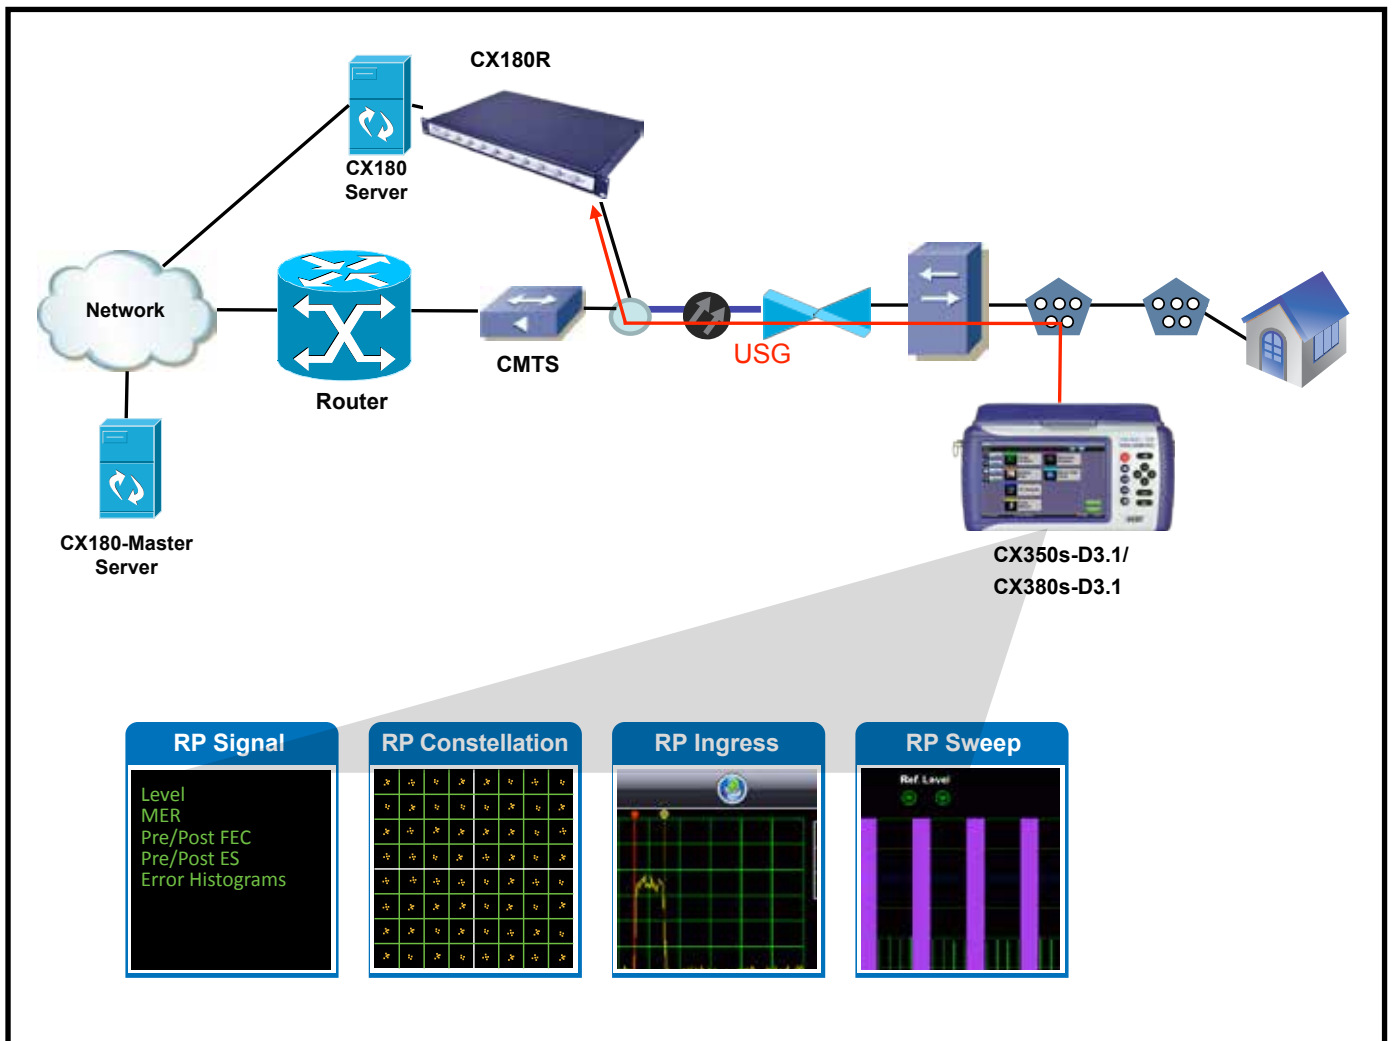 CX180R
CX180
Server
Network
Router
CMTS
USG
CX180-Master
Server
CX350s-D3.1/
CX380s-D3.1
RP Signal
Level
MER
Pre/Post FEC
Pre/Post ES
Error Histograms
RP Constellation
RP Ingress
RP Sweep
Ref. Level